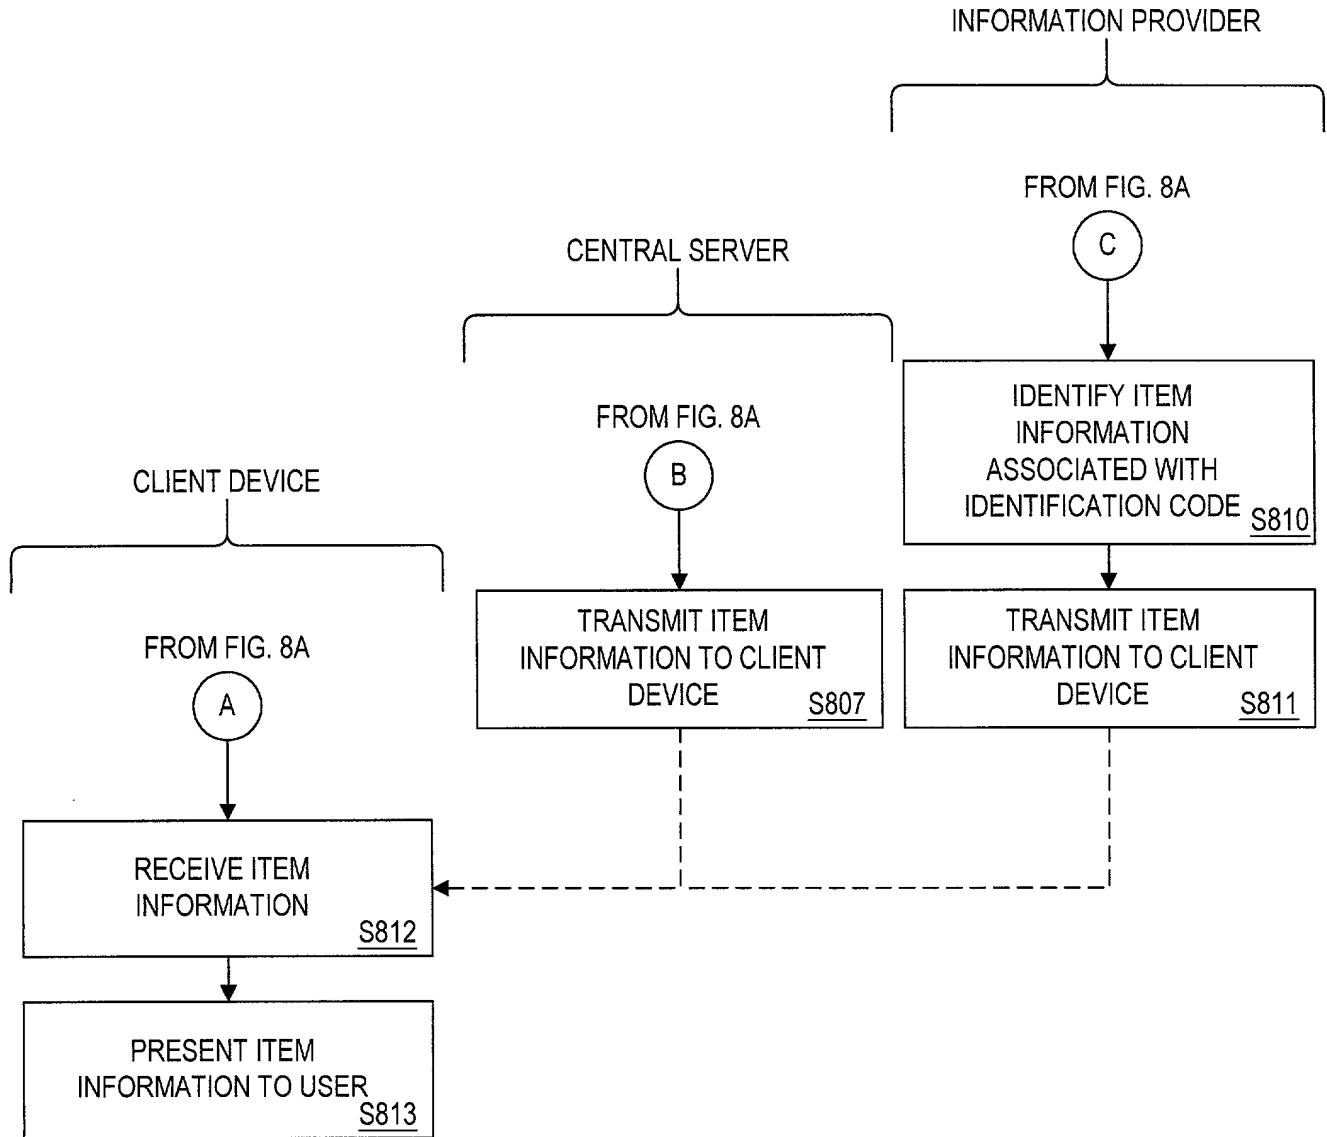 INFORMATION PROVIDER
FROM FIG. 8A
C
IDENTIFY ITEM
INFORMATION
ASSOCIATED WITH
IDENTIFICATION CODE
S810
TRANSMIT ITEM
INFORMATION TO CLIENT
DEVICE
S811
CENTRAL SERVER
FROM FIG. 8A
B
TRANSMIT ITEM
INFORMATION TO CLIENT
DEVICE
S807
CLIENT DEVICE
FROM FIG. 8A
A
RECEIVE ITEM
INFORMATION
S812
PRESENT ITEM
INFORMATION TO USER
S813